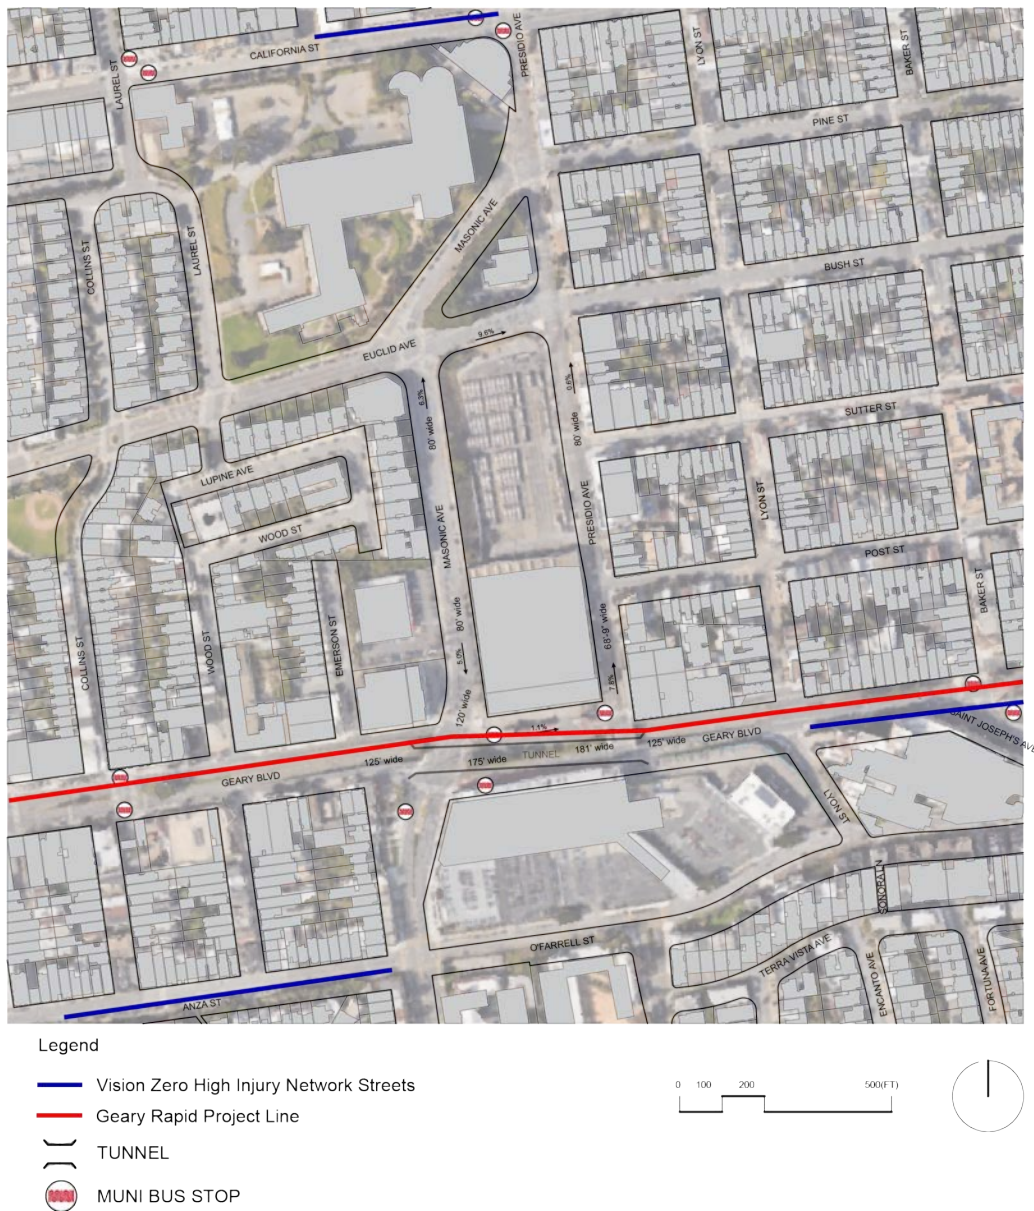 CALIFORNIA ST
PRESIDIO AVE
LAUREL ST
LYON ST
BAKER ST
PINE ST
MASONIC AVE
COLLINS ST
LAUREL ST
BUSH ST
EUCLID AVE
9.6%
0.6%
6.3%
80' wide
80' wide
SUTTER ST
LUPINE AVE
WOOD ST
MASONIC AVE
PRESIDIO AVE
LYON ST
POST ST
BAKER ST
COLLINS ST
WOOD ST
EMERSON ST
80' wide
5.0%
68'-9" wide
7.8%
120' wide
1.1%
SAINT JOSEPH'S AVE
125' wide
175' wide
TUNNEL
181' wide
125' wide
GEARY BLVD
GEARY BLVD
LYON ST
SONORA LN
O'FARRELL ST
TERRA VISTA AVE
ENCANTO AVE
FORTUNA AVE
ANZA ST
Legend
Vision Zero High Injury Network Streets
Geary Rapid Project Line
TUNNEL
MUNI BUS STOP
0 100 200 500(FT)